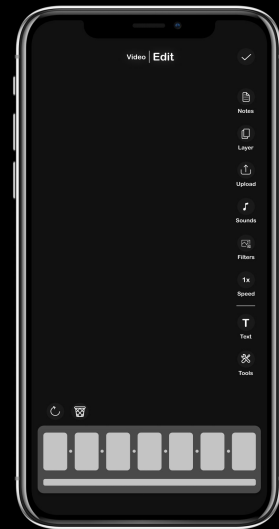 Video | Edit
Notes
Layer
Upload
Sounds
Filters
1x
Speed
T
Text
Tools